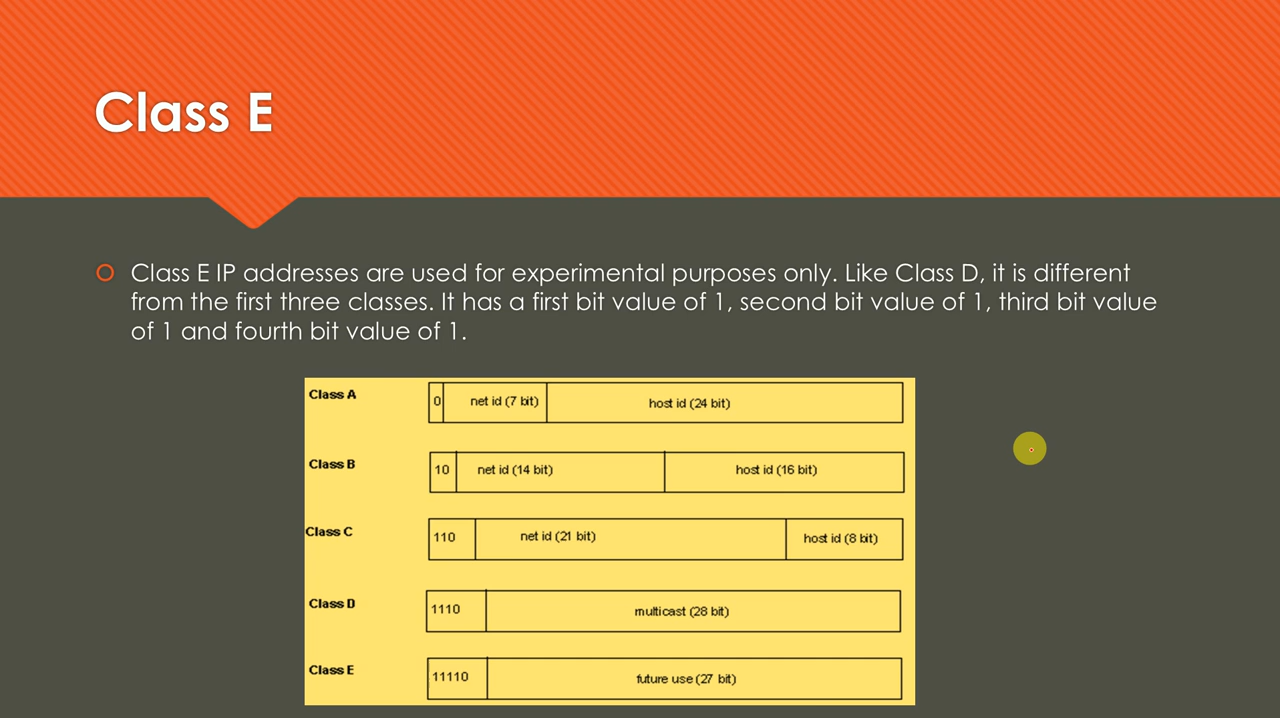 Class E
Class E IP addresses are used for experimental purposes only. Like Class D, it is different
from the first three classes. It has a first bit value of 1, second bit value of 1, third bit value
of 1 and fourth bit value of 1.
Class A 0 net id (7 bit) host id (24 bit)
Class B 10 net id (14 bit) host id (16 bit)
Class C 110 net id (21 bit) host id (8 bit)
Class D 1110 multicast (28 bit)
Class E 11110 future use (27 bit)